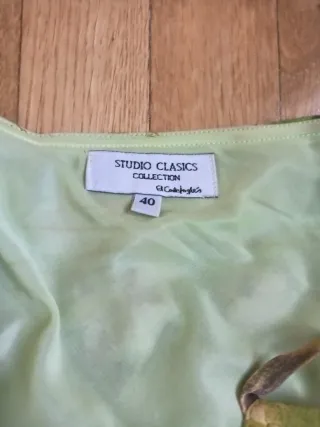 STUDIO CLASICS
COLLECTION
El Corte Inglés
40